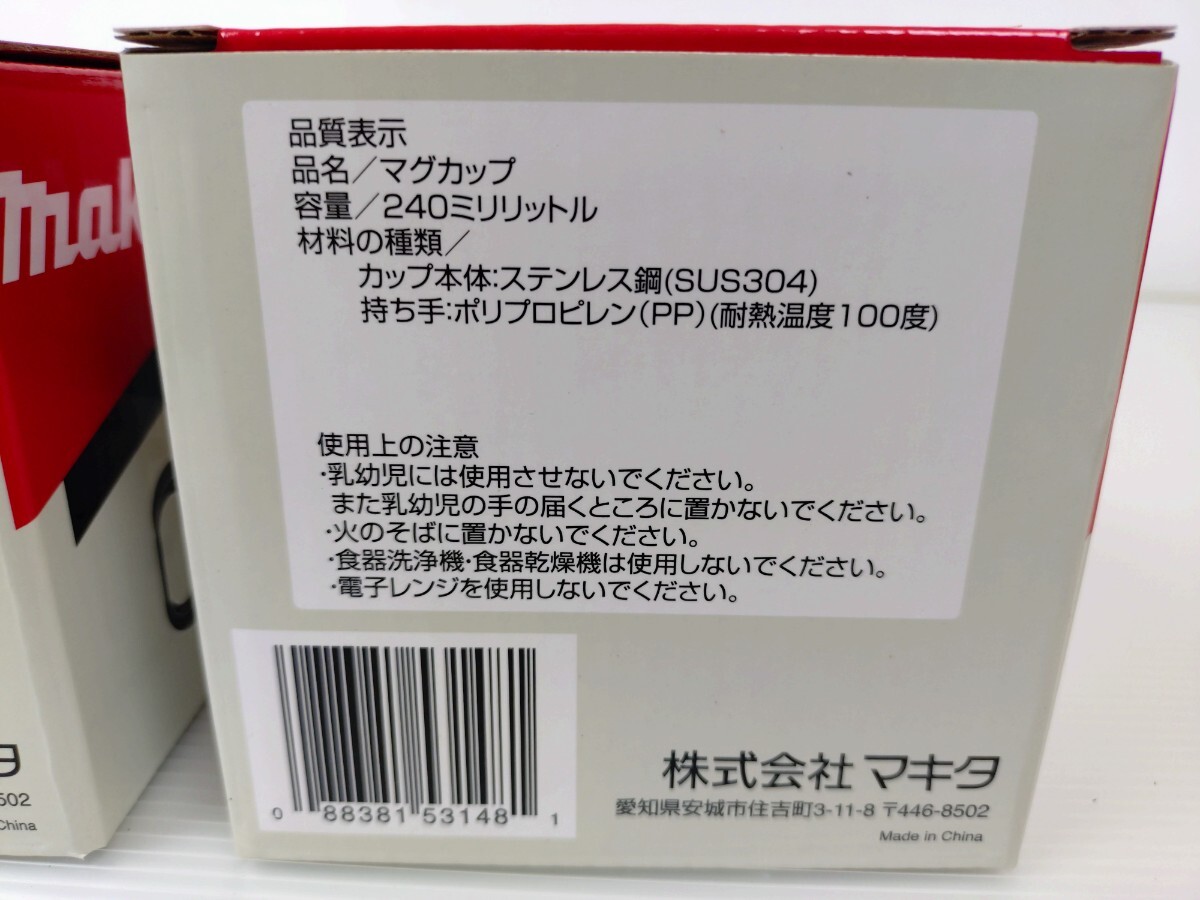 品質表示
品名/マグカップ
容量/240ミリリットル
材料の種類/
カップ本体:ステンレス鋼(SUS304)
持ち手:ポリプロピレン(PP)(耐熱温度100度)
使用上の注意
・乳幼児には使用させないでください。
また乳幼児の手の届くところに置かないでください。
・火のそばに置かないでください。
・食器洗浄機・食器乾燥機は使用しないでください。
・電子レンジを使用しないでください。
0 88381 53148 1
株式会社 マキタ
愛知県安城市住吉町3-11-8 〒446-8502
Made in China
mak
タ
502
China